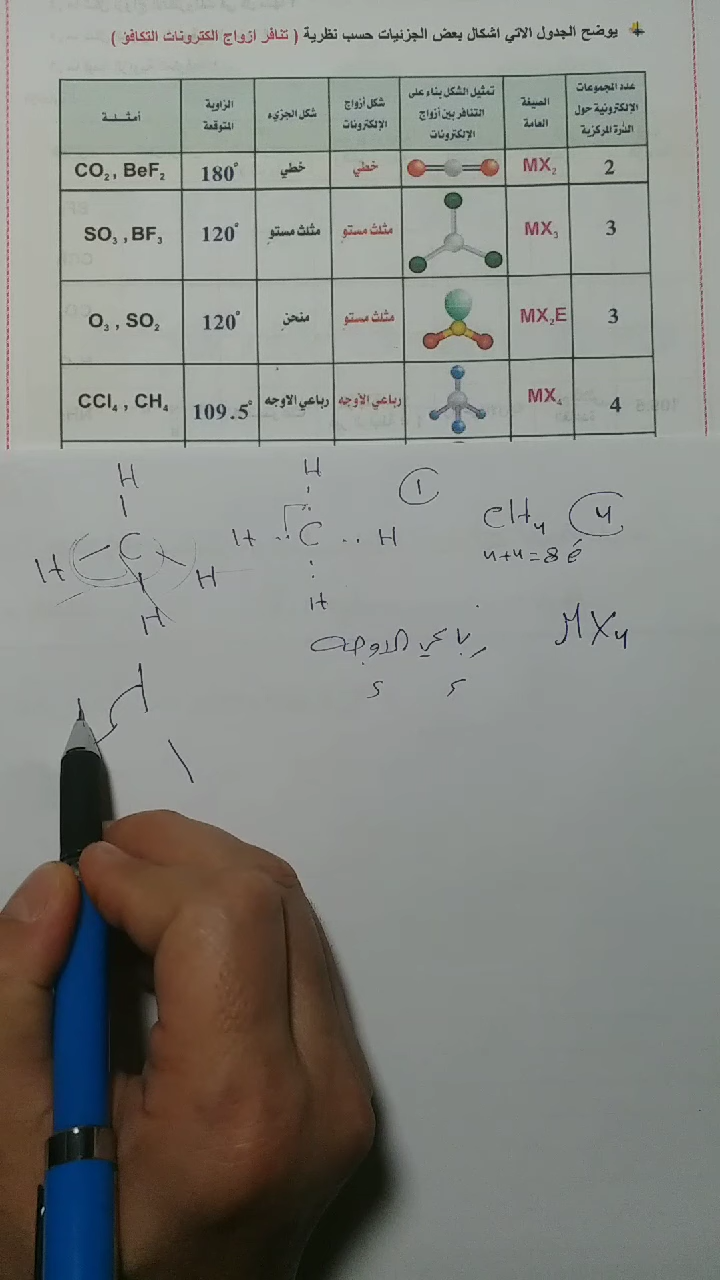 يوضح الجدول الاتي اشكال بعض الجزيئات حسب نظرية ( تنافر ازواج الكترونات التكافؤ )
عدد المجموعات الإلكترونية حول الذرة المركزية | الصيغة العامة | تمثيل الشكل بناء على التنافر بين أزواج الإلكترونات | شكل أزواج الإلكترونات | شكل الجزيء | الزاوية المتوقعة | أمثلة
2 | MX₂ | خطي | خطي | 180° | CO₂ , BeF₂
3 | MX₃ | مثلث مستو | مثلث مستو | 120° | SO₃ , BF₃
3 | MX₂E | مثلث مستو | منحن | 120° | O₃ , SO₂
4 | MX₄ | رباعي الاوجه | رباعي الاوجه | 109.5° | CCl₄ , CH₄
CH₄ 4
4+4=8 é
1
H
H C H
H
H
H C H
H
رباعي الاوجه MX₄